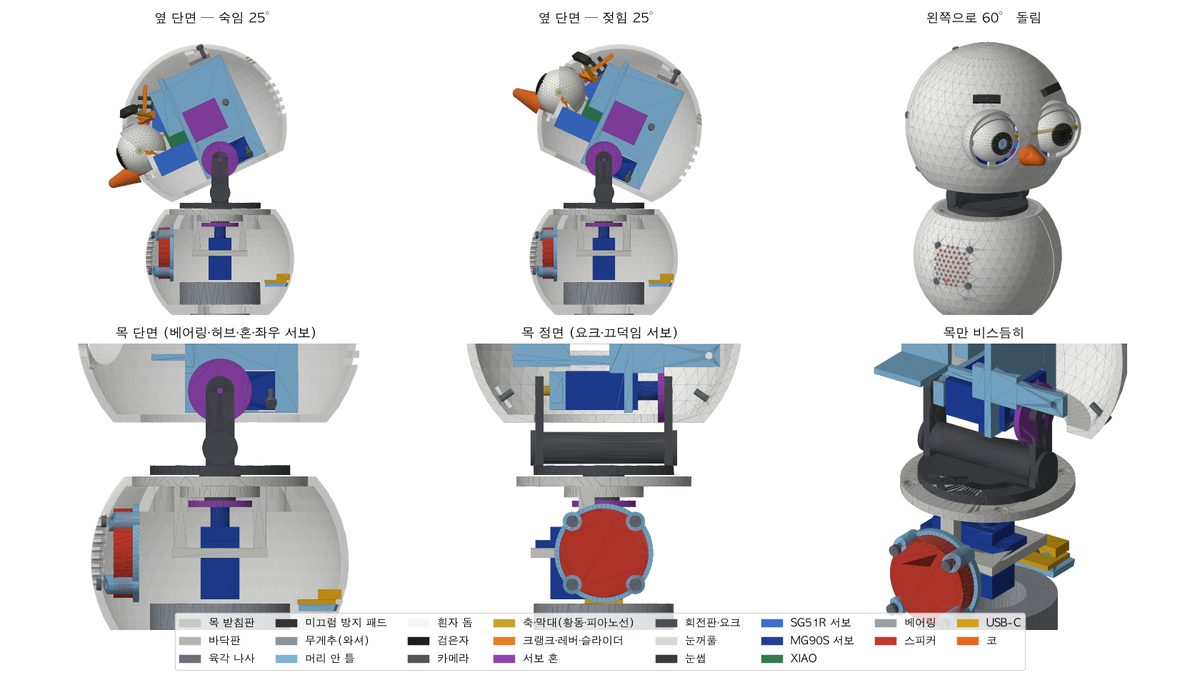 옆 단면 — 숙임 25°
옆 단면 — 젖힘 25°
왼쪽으로 60° 돌림
목 단면 (베어링·허브·혼·좌우 서보)
목 정면 (요크·끄덕임 서보)
목만 비스듬히
목 받침판
미끄럼 방지 패드
흰자 돔
축·막대(황동·피아노선)
회전판·요크
SG51R 서보
베어링
USB-C
바닥판
무게추(와셔)
검은자
크랭크·레버·슬라이더
눈꺼풀
MG90S 서보
스피커
코
육각 나사
머리 안 틀
카메라
서보 혼
눈썹
XIAO